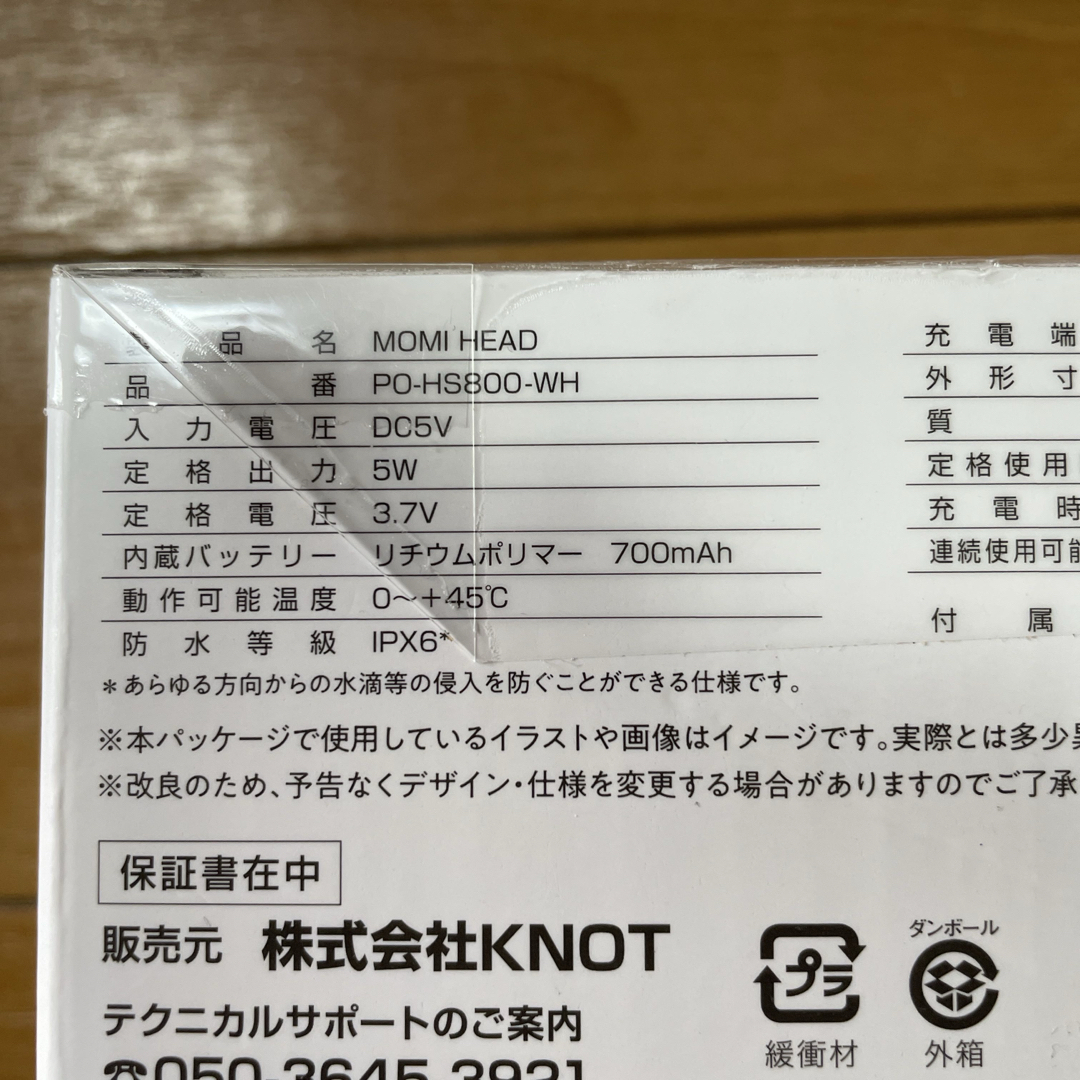 製品名 MOMI HEAD
品番 PO-HS800-WH
入力電圧 DC5V
定格出力 5W
定格電圧 3.7V
内蔵バッテリー リチウムポリマー 700mAh
動作可能温度 0～+45℃
防水等級 IPX6*
充電端
外形寸
質
定格使用
充電時
連続使用可能
付属
*あらゆる方向からの水滴等の侵入を防ぐことができる仕様です。
※本パッケージで使用しているイラストや画像はイメージです。実際とは多少異
※改良のため、予告なくデザイン・仕様を変更する場合がありますのでご了承
保証書在中
販売元 株式会社KNOT
テクニカルサポートのご案内
☎050-3645-3921
プラ
緩衝材
ダンボール
外箱